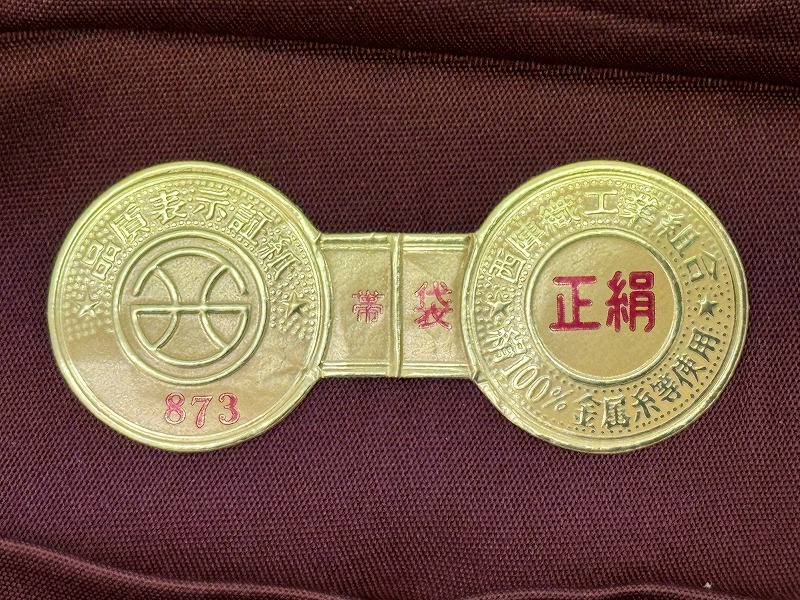 品質表示証紙
873
袋
帯
西陣織工業組合
正絹
絹100%金属糸等使用